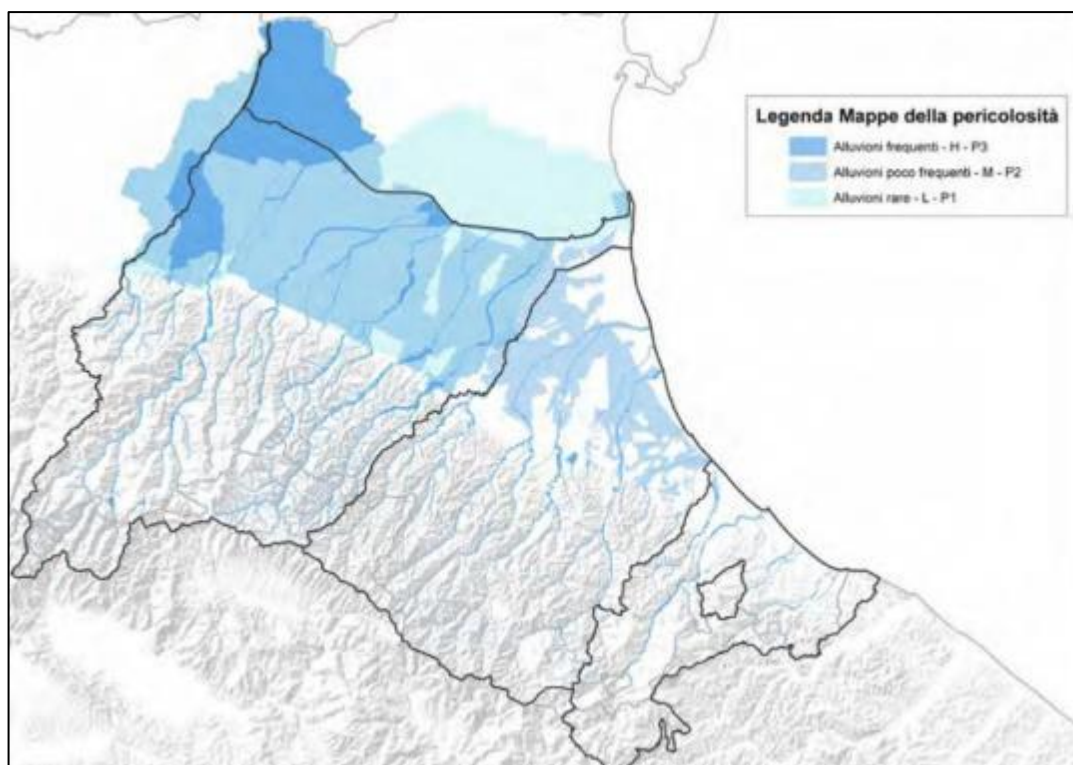 Legenda Mappe della pericolosità
Alluvioni frequenti - H - P3
Alluvioni poco frequenti - M - P2
Alluvioni rare - L - P1